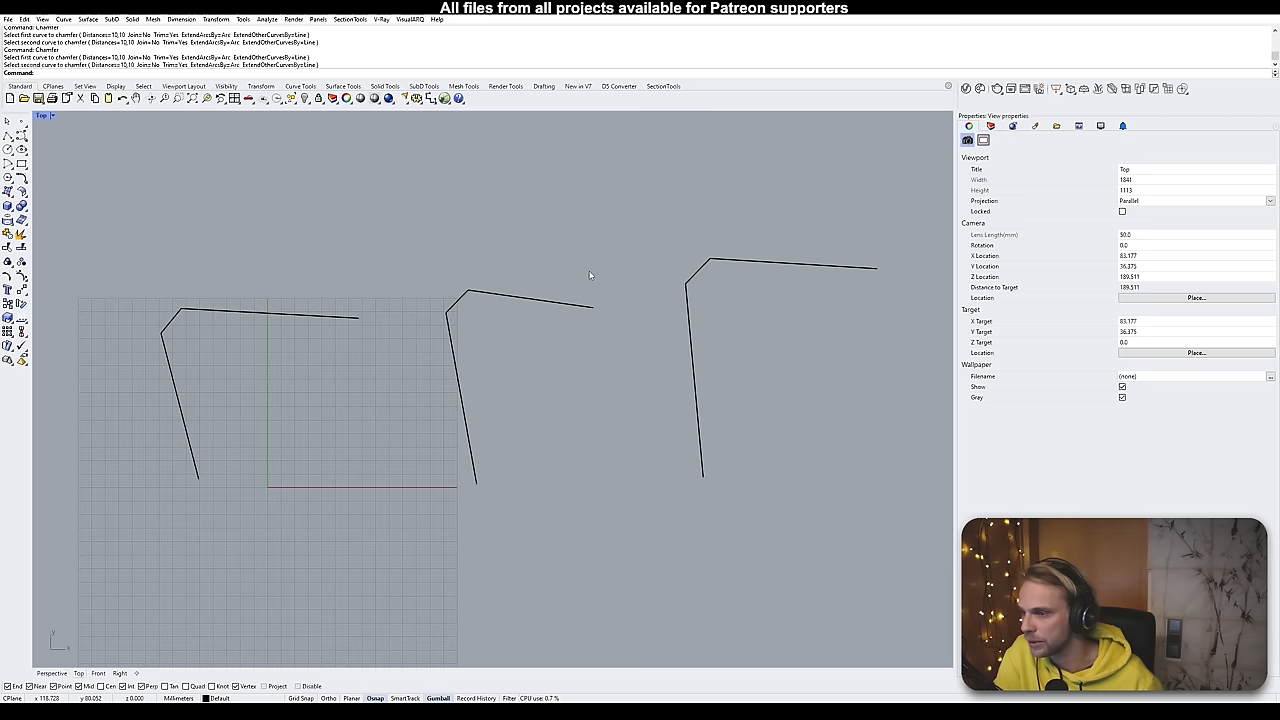 All files from all projects available for Patreon supporters
File Edit View Curve Surface SubD Solid Mesh Dimension Transform Tools Analyze Render Panels SectionTools V-Ray VisualARQ Help
Command: Chamfer
Select first curve to chamfer ( Distances=10,10 Join=No Trim=Yes ExtendArcsBy=Arc ExtendOtherCurvesBy=Line )
Select second curve to chamfer ( Distances=10,10 Join=No Trim=Yes ExtendArcsBy=Arc ExtendOtherCurvesBy=Line )
Command: Chamfer
Select first curve to chamfer ( Distances=10,10 Join=No Trim=Yes ExtendArcsBy=Arc ExtendOtherCurvesBy=Line )
Select second curve to chamfer ( Distances=10,10 Join=No Trim=Yes ExtendArcsBy=Arc ExtendOtherCurvesBy=Line )
Command:
Standard CPlanes Set View Display Select Viewport Layout Visibility Transform Curve Tools Surface Tools Solid Tools SubD Tools Mesh Tools Render Tools Drafting New in V7 D5 Converter SectionTools
Top
Properties: View properties
Viewport
Title Top
Width 1841
Height 1113
Projection Parallel
Locked
Camera
Lens Length(mm) 50.0
Rotation 0.0
X Location 83.177
Y Location 36.375
Z Location 189.511
Distance to Target 189.511
Location Place...
Target
X Target 83.177
Y Target 36.375
Z Target 0.0
Location Place...
Wallpaper
Filename (none) ...
Show
Gray
y
x
Perspective Top Front Right
End Near Point Mid Cen Int Perp Tan Quad Knot Vertex Project Disable
CPlane x 118.728 y 80.052 z 0.000 Millimeters Default Grid Snap Ortho Planar Osnap SmartTrack Gumball Record History Filter CPU use: 0.7 %